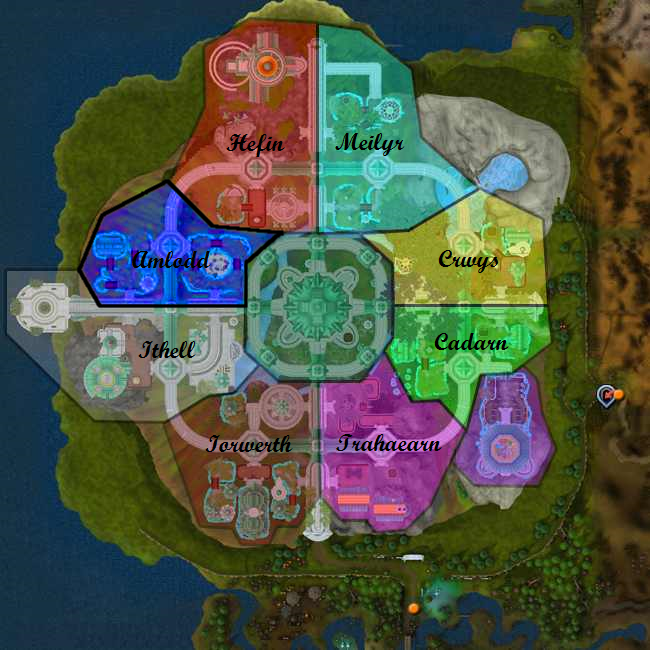 Hefin
Meilyr
Amlodd
Crwys
Ithell
Cadarn
Iorwerth
Trahaearn